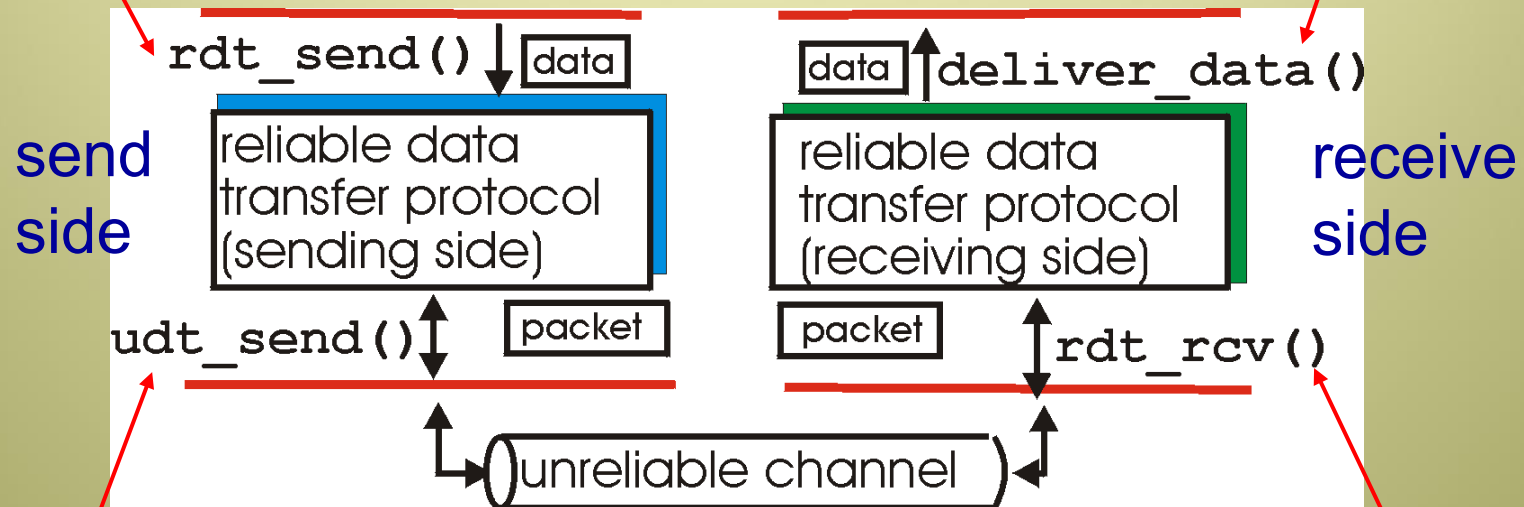 rdt_send()
data
data
deliver_data()
send
side
reliable data
transfer protocol
(sending side)
reliable data
transfer protocol
(receiving side)
receive
side
udt_send()
packet
packet
rdt_rcv()
unreliable channel